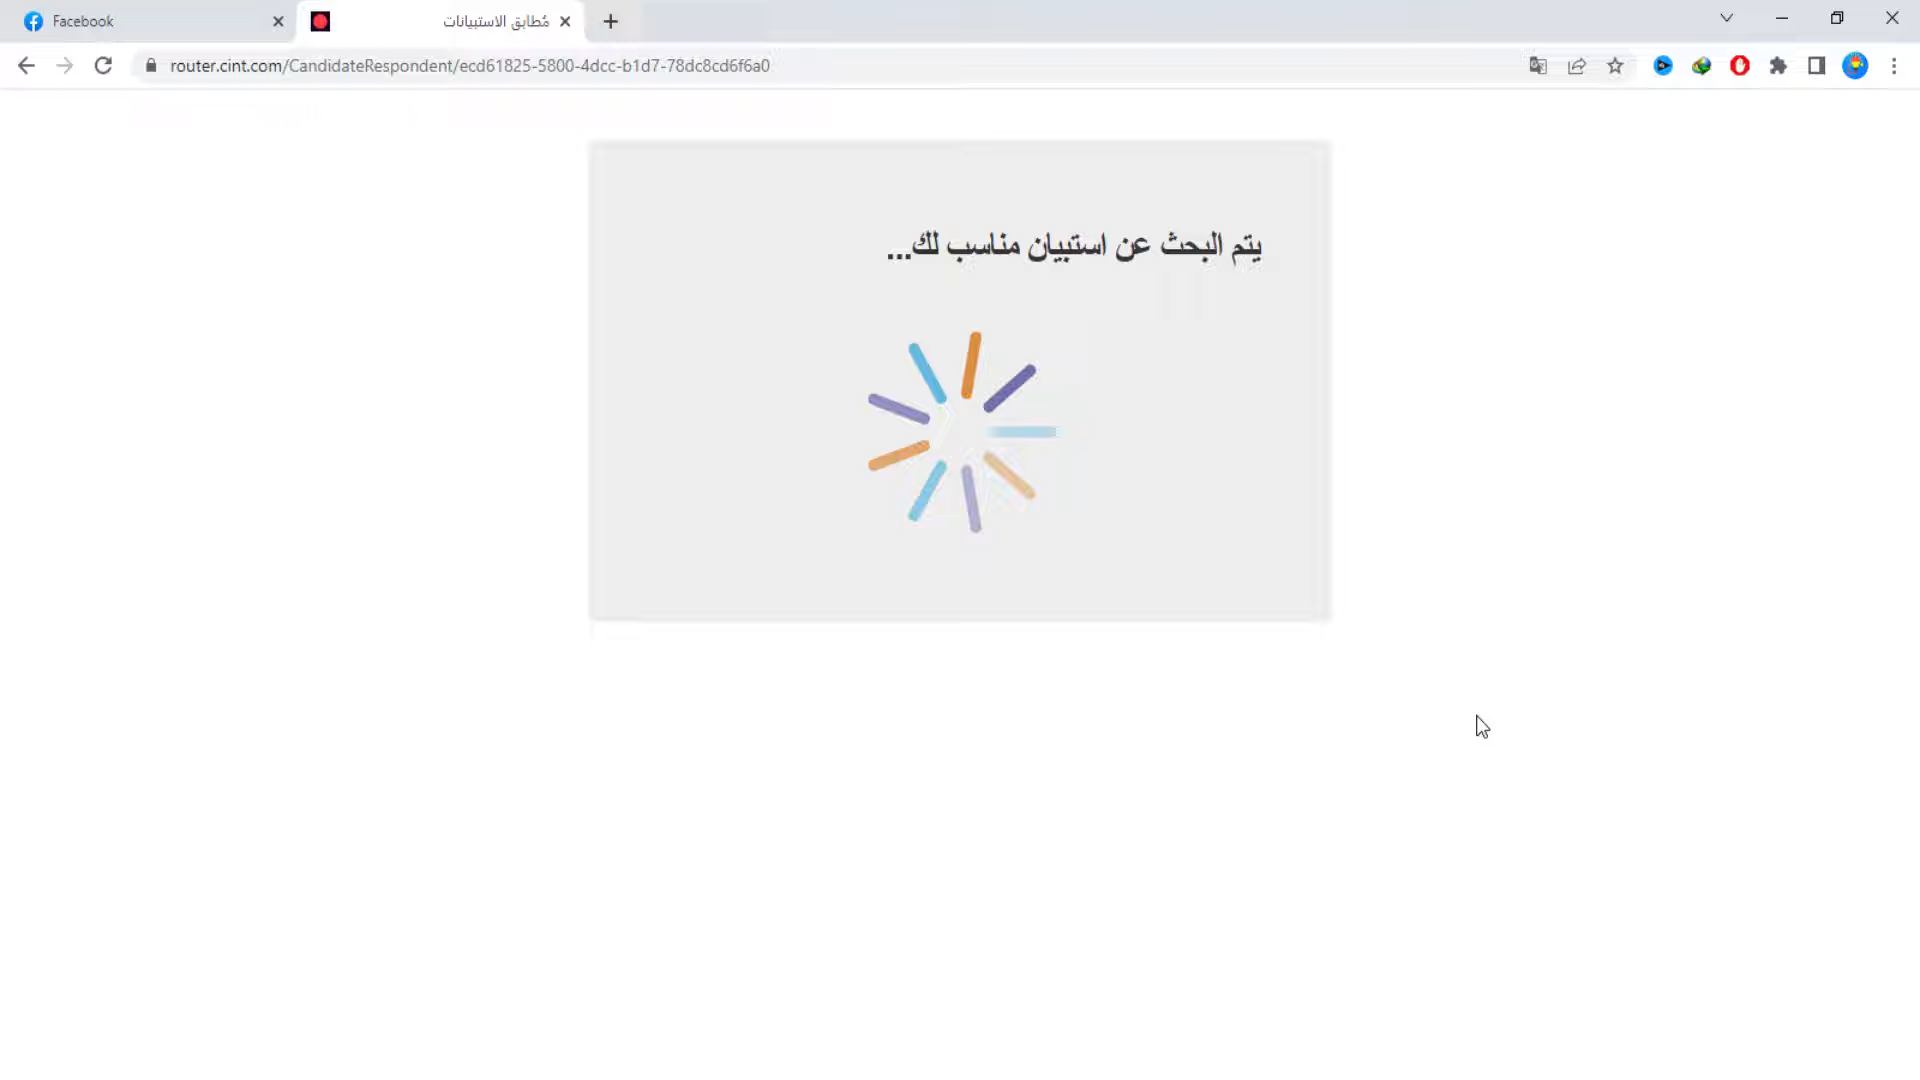 Facebook
مُطابق الاستبيانات
router.cint.com/CandidateRespondent/ecd61825-5800-4dcc-b1d7-78dc8cd6f6a0
يتم البحث عن استبيان مناسب لك...